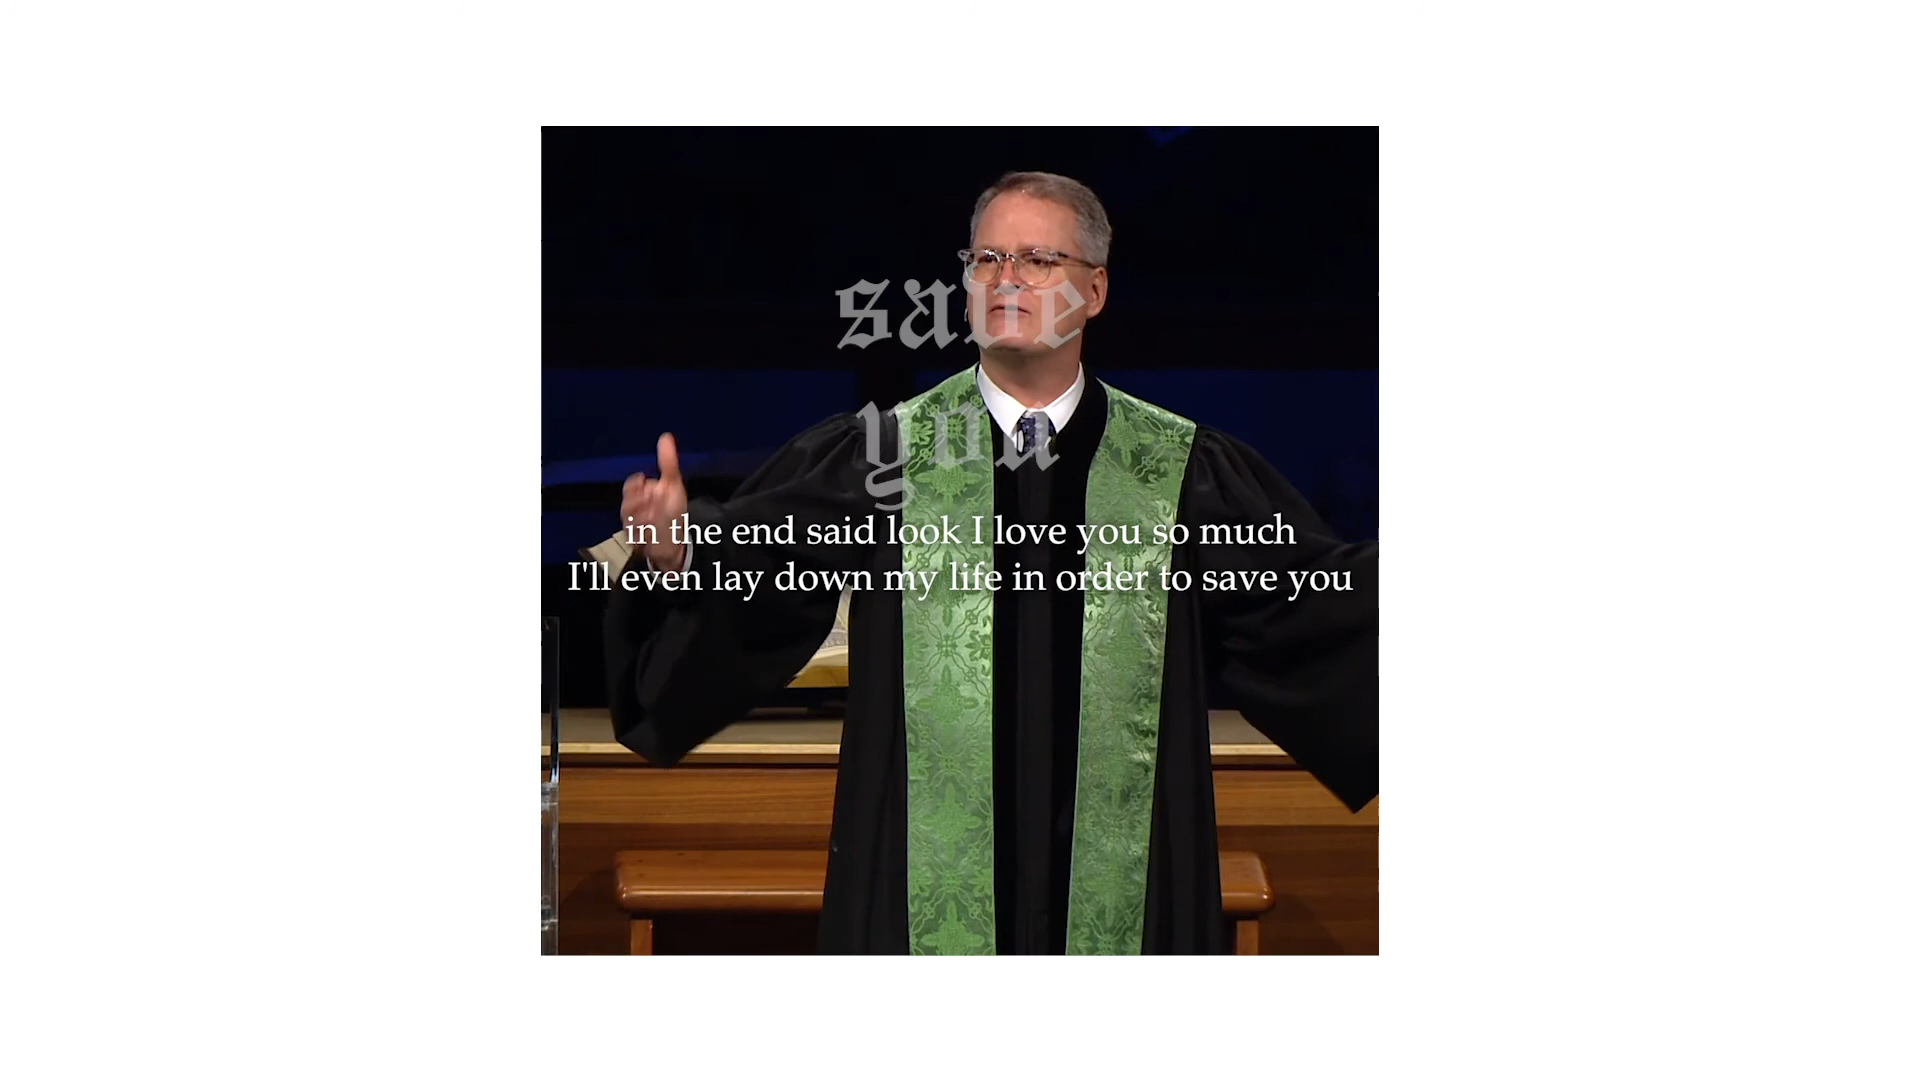 save
you
in the end said look I love you so much
I'll even lay down my life in order to save you